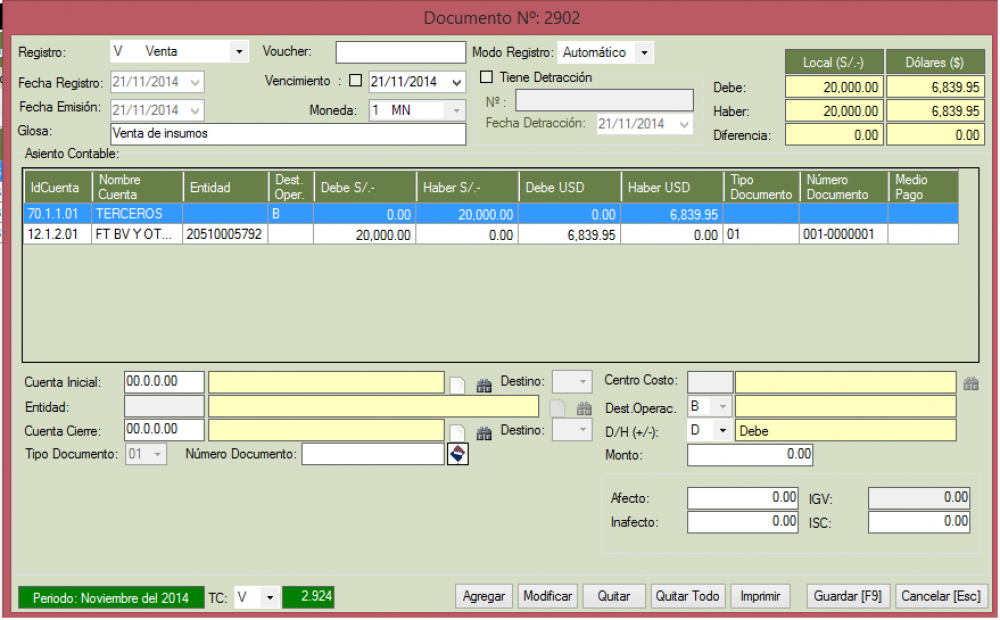 Documento Nº: 2902
Registro: V Venta Voucher: Modo Registro: Automático
Local (S/.-) Dólares ($)
Fecha Registro: 21/11/2014 Vencimiento : 21/11/2014 Tiene Detracción
Debe: 20,000.00 6,839.95
Fecha Emisión: 21/11/2014 Moneda: 1 MN Nº :
Haber: 20,000.00 6,839.95
Glosa: Venta de insumos Fecha Detracción: 21/11/2014
Diferencia: 0.00 0.00
Asiento Contable:
IdCuenta Nombre Cuenta Entidad Dest. Oper. Debe S/.- Haber S/.- Debe USD Haber USD Tipo Documento Número Documento Medio Pago
70.1.1.01 TERCEROS B 0.00 20,000.00 0.00 6,839.95
12.1.2.01 FT BV Y OT... 20510005792 20,000.00 0.00 6,839.95 0.00 01 001-0000001
Cuenta Inicial: 00.0.0.00 Destino: Centro Costo:
Entidad: Dest.Operac. B
Cuenta Cierre: 00.0.0.00 Destino: D/H (+/-): D Debe
Tipo Documento: 01 Número Documento: Monto: 0.00
Afecto: 0.00 IGV: 0.00
Inafecto: 0.00 ISC: 0.00
Periodo: Noviembre del 2014 TC: V 2.924 Agregar Modificar Quitar Quitar Todo Imprimir Guardar [F9] Cancelar [Esc]